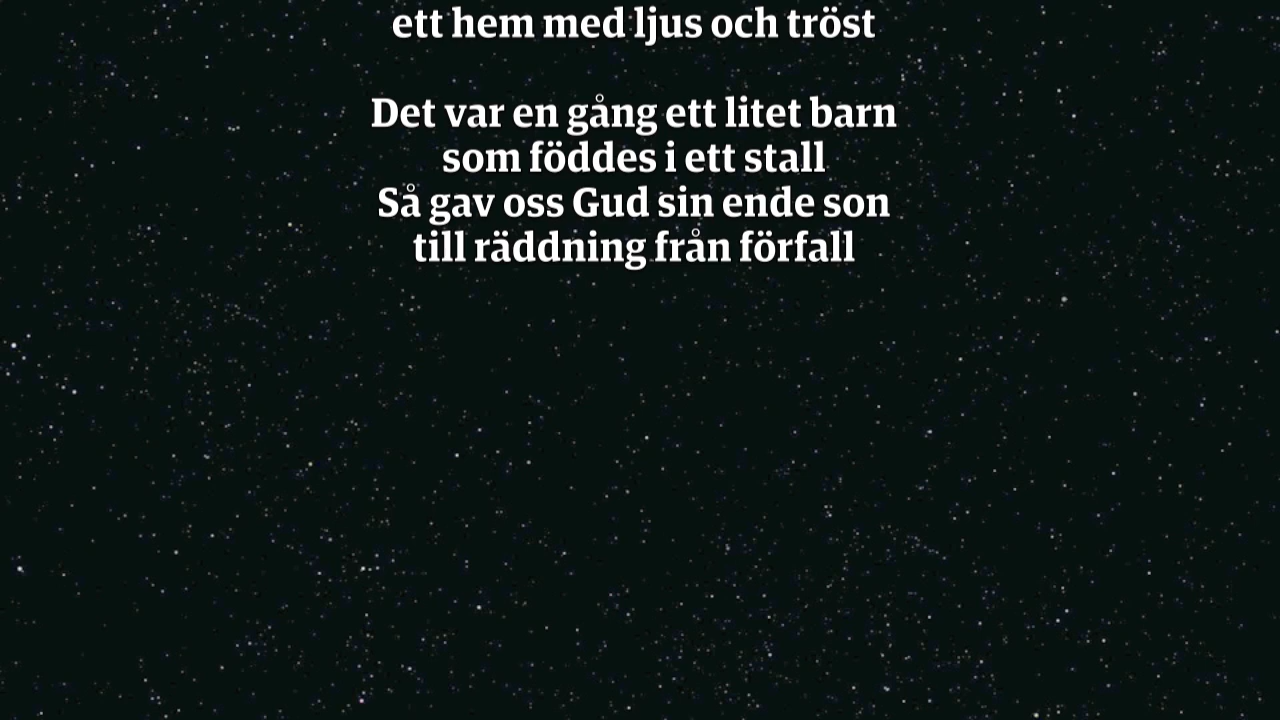 ett hem med ljus och tröst
Det var en gång ett litet barn
som föddes i ett stall
Så gav oss Gud sin ende son
till räddning från förfall